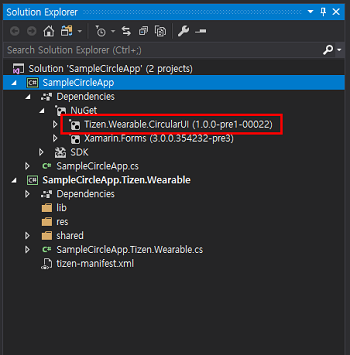 Solution Explorer
Search Solution Explorer (Ctrl+;)
Solution 'SampleCircleApp' (2 projects)
C# SampleCircleApp
Dependencies
NuGet
Tizen.Wearable.CircularUI (1.0.0-pre1-00022)
Xamarin.Forms (3.0.0.354232-pre3)
SDK
C# SampleCircleApp.cs
C# SampleCircleApp.Tizen.Wearable
Dependencies
lib
res
shared
C# SampleCircleApp.Tizen.Wearable.cs
tizen-manifest.xml